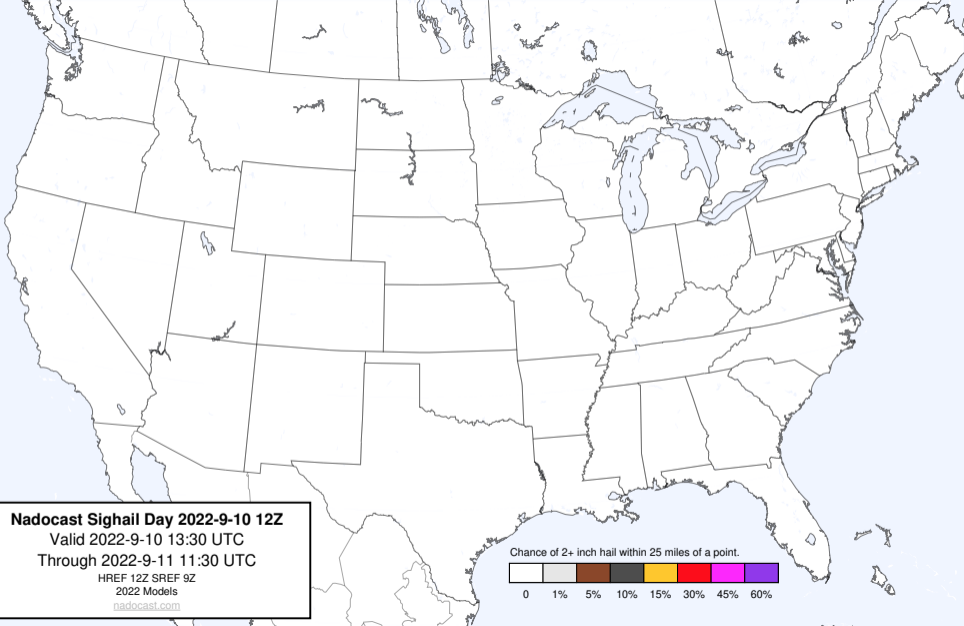 Nadocast Sighail Day 2022-9-10 12Z
Valid 2022-9-10 13:30 UTC
Through 2022-9-11 11:30 UTC
HREF 12Z SREF 9Z
2022 Models
nadocast.com
Chance of 2+ inch hail within 25 miles of a point.
0 1% 5% 10% 15% 30% 45% 60%